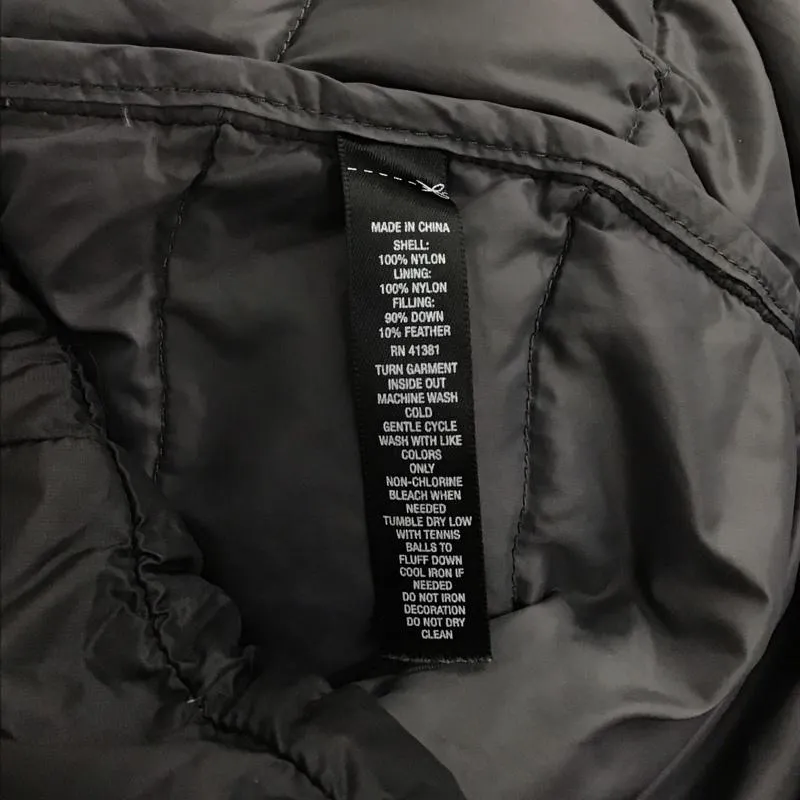 MADE IN CHINA
SHELL:
100% NYLON
LINING:
100% NYLON
FILLING:
90% DOWN
10% FEATHER
RN 41381
TURN GARMENT
INSIDE OUT
MACHINE WASH
COLD
GENTLE CYCLE
WASH WITH LIKE
COLORS
ONLY
NON-CHLORINE
BLEACH WHEN
NEEDED
TUMBLE DRY LOW
WITH TENNIS
BALLS TO
FLUFF DOWN
COOL IRON IF
NEEDED
DO NOT IRON
DECORATION
DO NOT DRY
CLEAN